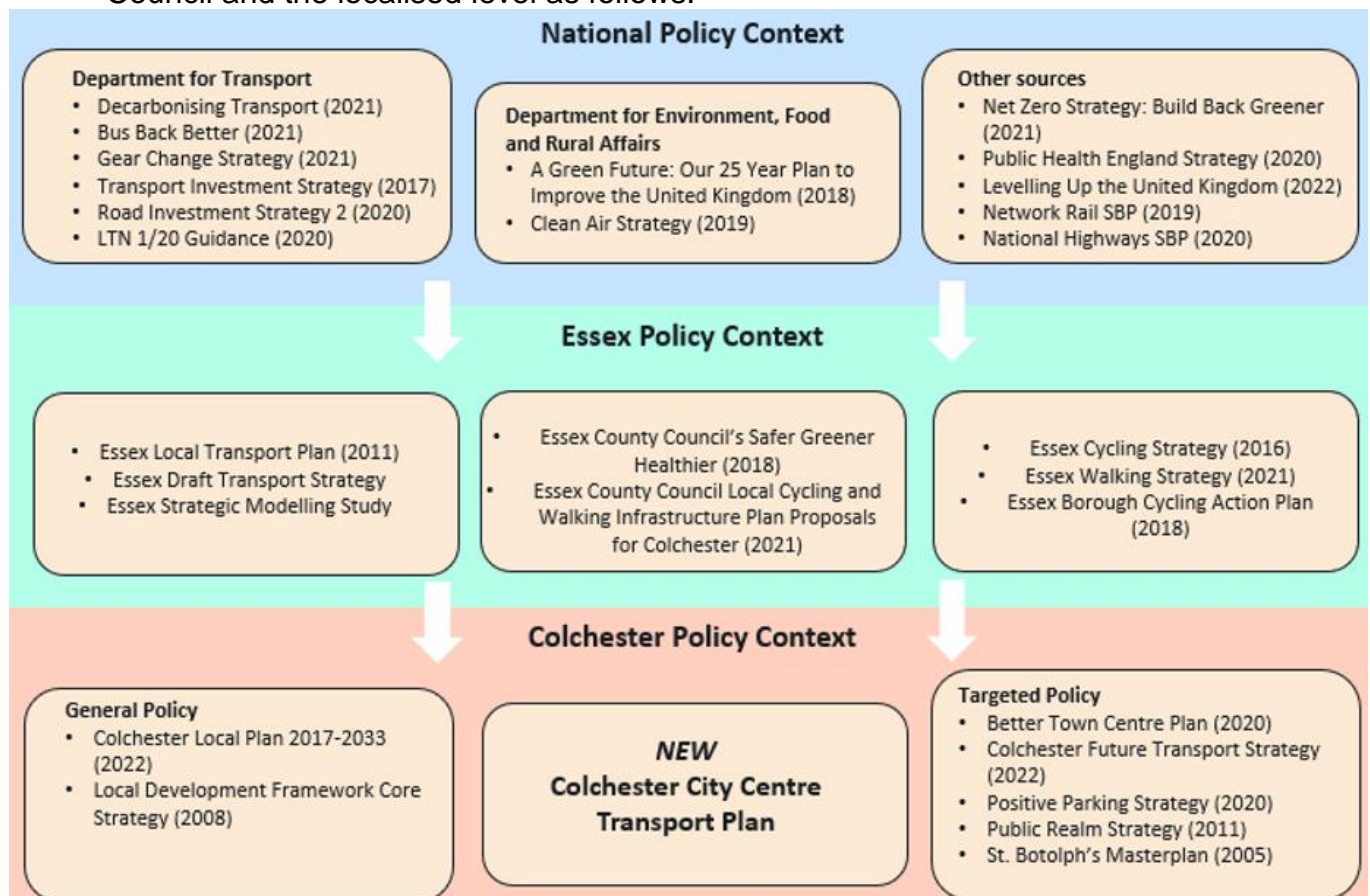 Council and the localised level as follows.
National Policy Context
Department for Transport
• Decarbonising Transport (2021)
• Bus Back Better (2021)
• Gear Change Strategy (2021)
• Transport Investment Strategy (2017)
• Road Investment Strategy 2 (2020)
• LTN 1/20 Guidance (2020)
Department for Environment, Food
and Rural Affairs
• A Green Future: Our 25 Year Plan to
Improve the United Kingdom (2018)
• Clean Air Strategy (2019)
Other sources
• Net Zero Strategy: Build Back Greener
(2021)
• Public Health England Strategy (2020)
• Levelling Up the United Kingdom (2022)
• Network Rail SBP (2019)
• National Highways SBP (2020)
Essex Policy Context
• Essex Local Transport Plan (2011)
• Essex Draft Transport Strategy
• Essex Strategic Modelling Study
• Essex County Council's Safer Greener
Healthier (2018)
• Essex County Council Local Cycling and
Walking Infrastructure Plan Proposals
for Colchester (2021)
• Essex Cycling Strategy (2016)
• Essex Walking Strategy (2021)
• Essex Borough Cycling Action Plan
(2018)
Colchester Policy Context
General Policy
• Colchester Local Plan 2017-2033
(2022)
• Local Development Framework Core
Strategy (2008)
NEW
Colchester City Centre
Transport Plan
Targeted Policy
• Better Town Centre Plan (2020)
• Colchester Future Transport Strategy
(2022)
• Positive Parking Strategy (2020)
• Public Realm Strategy (2011)
• St. Botolph's Masterplan (2005)